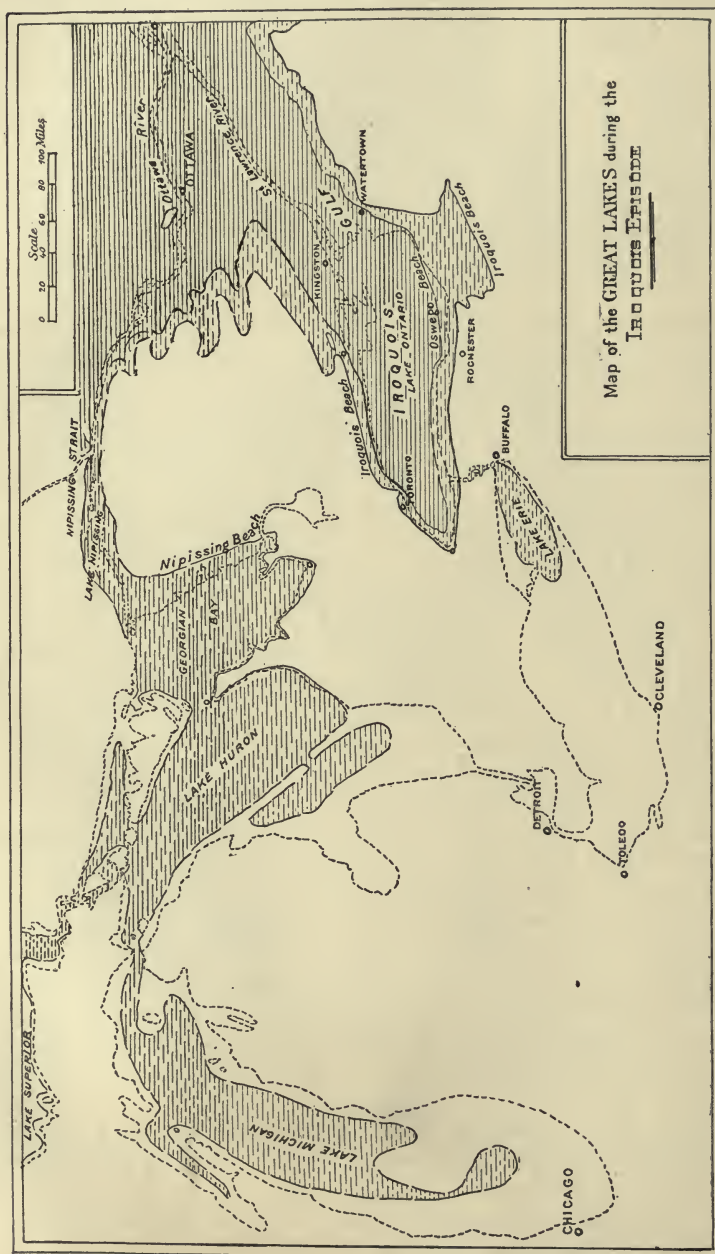 Map of the GREAT LAKES during the
IROQUOIS EPISODE
Scale
0 20 40 60 80 100 Miles
LAKE SUPERIOR
NIPISSING STRAIT
LAKE NIPISSING
Nipissing Beach
GEORGIAN
BAY
LAKE HURON
LAKE MICHIGAN
CHICAGO
DETROIT
TOLEDO
CLEVELAND
LAKE ERIE
BUFFALO
Ottawa River
OTTAWA
St Lawrence River
GULF
KINGSTON
WATERTOWN
Iroquois Beach
IROQUOIS
LAKE ONTARIO
Oswego Beach
Iroquois Beach
TORONTO
ROCHESTER